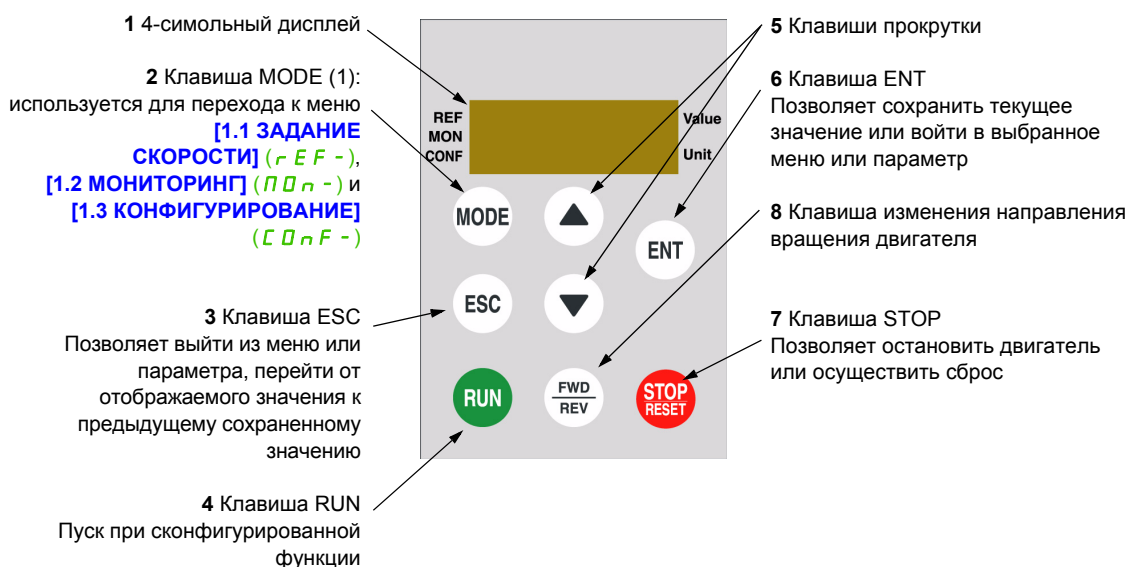 1 4-симольный дисплей
2 Клавиша MODE (1):
используется для перехода к меню
[1.1 ЗАДАНИЕ
СКОРОСТИ] (rEF-),
[1.2 МОНИТОРИНГ] (ПОn-) и
[1.3 КОНФИГУРИРОВАНИЕ]
(COnF-)
3 Клавиша ESC
Позволяет выйти из меню или
параметра, перейти от
отображаемого значения к
предыдущему сохраненному
значению
4 Клавиша RUN
Пуск при сконфигурированной
функции
REF
MON
CONF
Value
Unit
MODE
ENT
ESC
RUN
FWD
REV
STOP
RESET
5 Клавиши прокрутки
6 Клавиша ENT
Позволяет сохранить текущее
значение или войти в выбранное
меню или параметр
8 Клавиша изменения направления
вращения двигателя
7 Клавиша STOP
Позволяет остановить двигатель
или осуществить сброс